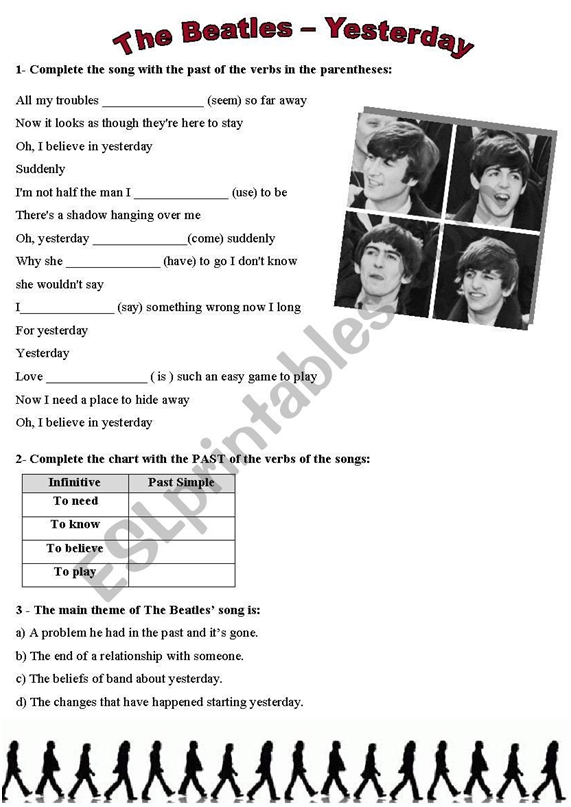 The Beatles – Yesterday
1- Complete the song with the past of the verbs in the parentheses:
All my troubles ________________ (seem) so far away
Now it looks as though they're here to stay
Oh, I believe in yesterday
Suddenly
I'm not half the man I _______________ (use) to be
There's a shadow hanging over me
Oh, yesterday _______________(come) suddenly
Why she _______________ (have) to go I don't know
she wouldn't say
I_______________ (say) something wrong now I long
For yesterday
Yesterday
Love ________________ ( is ) such an easy game to play
Now I need a place to hide away
Oh, I believe in yesterday
2- Complete the chart with the PAST of the verbs of the songs:
Infinitive Past Simple
To need
To know
To believe
To play
3 - The main theme of The Beatles’ song is:
a) A problem he had in the past and it’s gone.
b) The end of a relationship with someone.
c) The beliefs of band about yesterday.
d) The changes that have happened starting yesterday.
ESLprintables.com